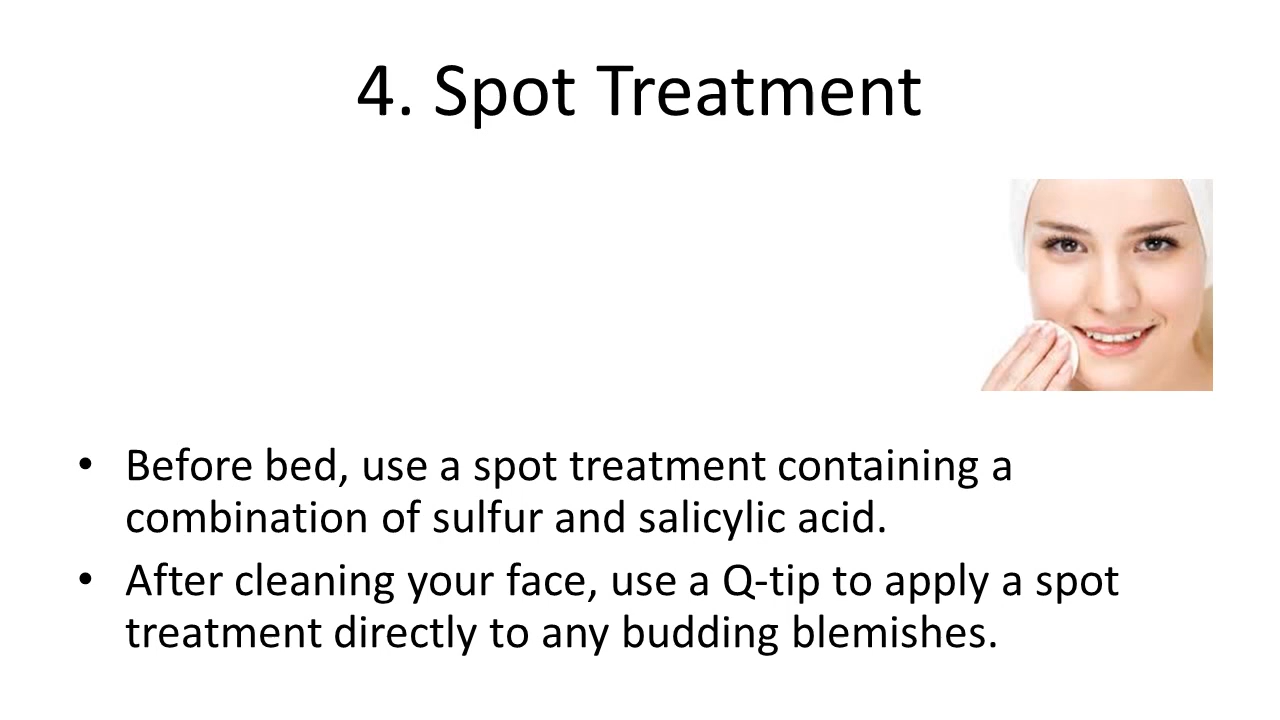 4. Spot Treatment
• Before bed, use a spot treatment containing a
combination of sulfur and salicylic acid.
• After cleaning your face, use a Q-tip to apply a spot
treatment directly to any budding blemishes.